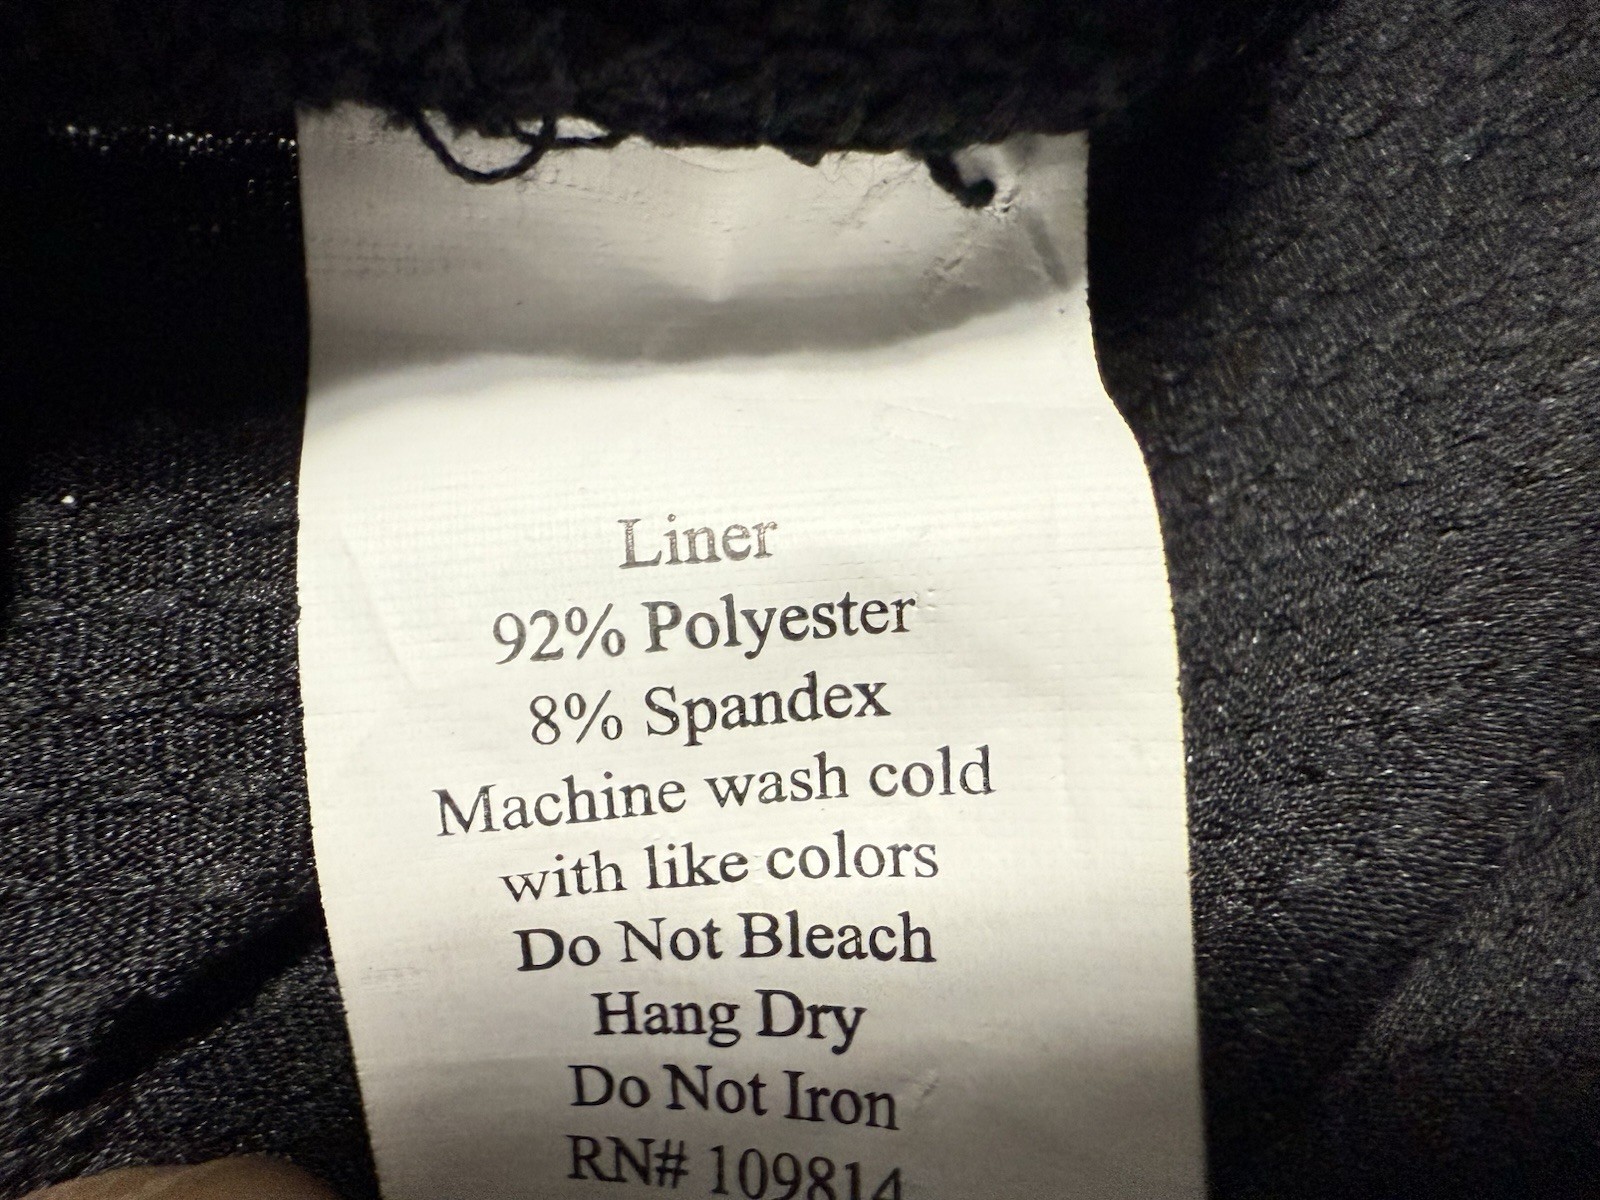 Liner
92% Polyester
8% Spandex
Machine wash cold
with like colors
Do Not Bleach
Hang Dry
Do Not Iron
RN# 109814